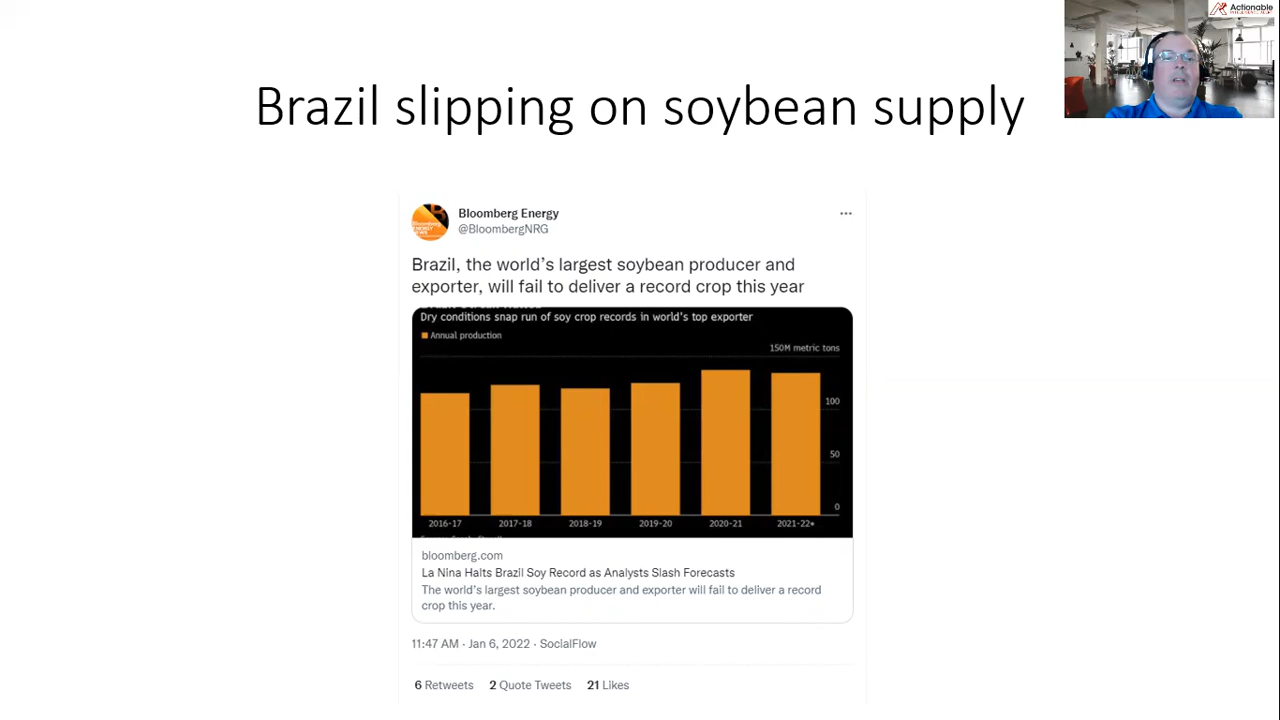 Actionable
Brazil slipping on soybean supply
Bloomberg Energy
@BloombergNRG
Brazil, the world's largest soybean producer and
exporter, will fail to deliver a record crop this year
Dry conditions snap run of soy crop records in world's top exporter
Annual production
150M metric tons
100
50
0
2016-17 2017-18 2018-19 2019-20 2020-21 2021-22*
bloomberg.com
La Nina Halts Brazil Soy Record as Analysts Slash Forecasts
The world's largest soybean producer and exporter will fail to deliver a record
crop this year.
11:47 AM · Jan 6, 2022 · SocialFlow
6 Retweets 2 Quote Tweets 21 Likes